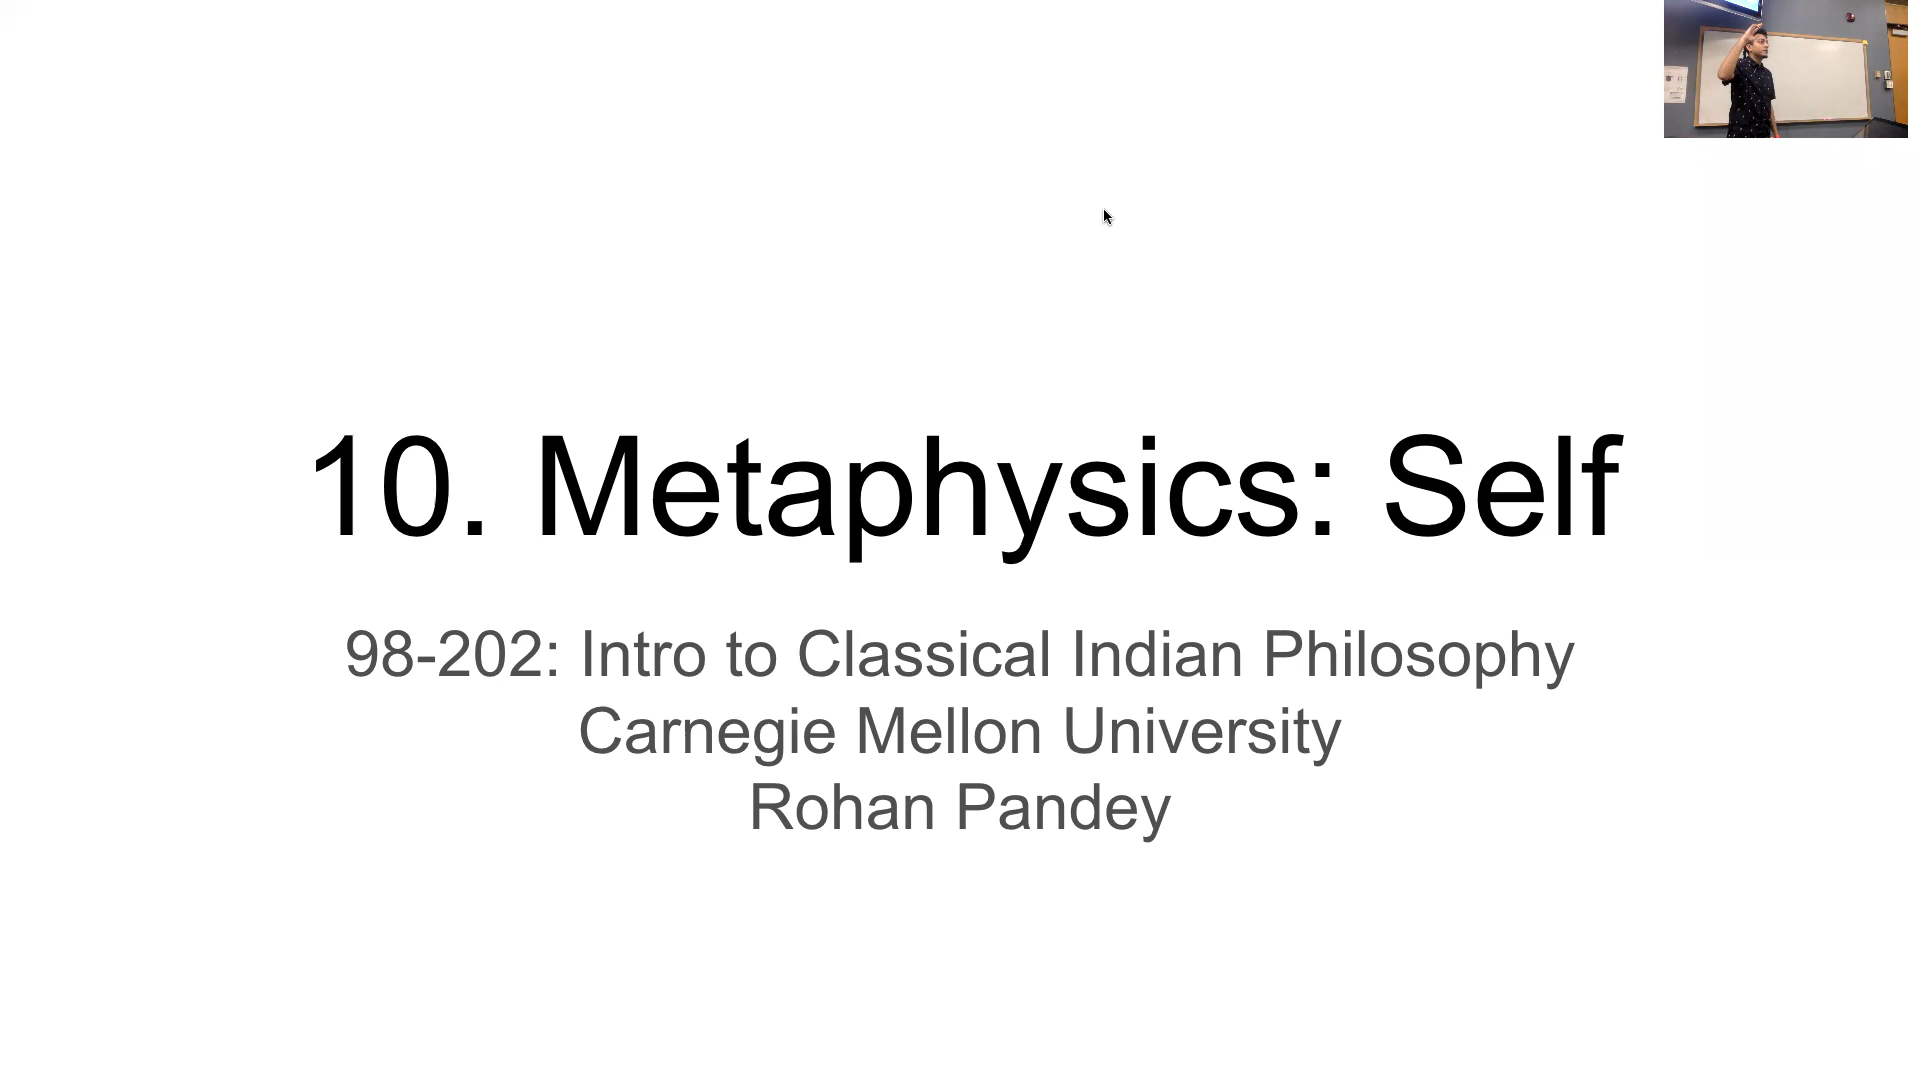 10. Metaphysics: Self
98-202: Intro to Classical Indian Philosophy
Carnegie Mellon University
Rohan Pandey